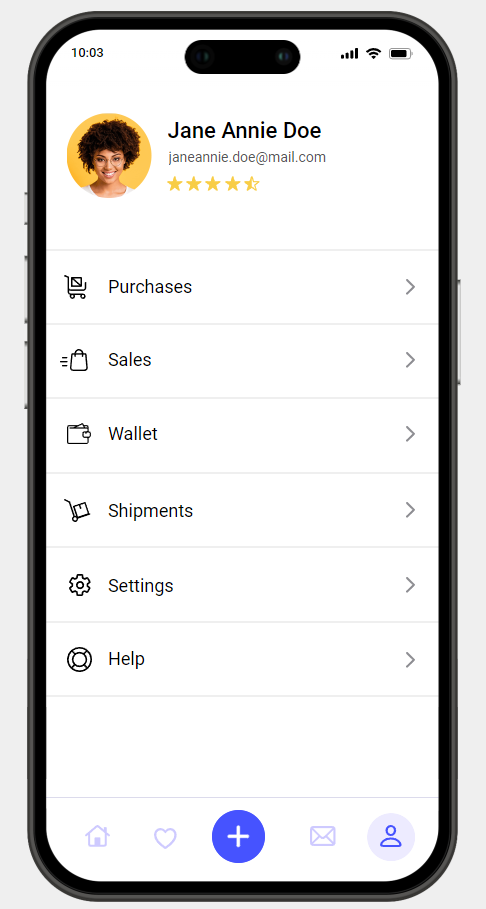 10:03
Jane Annie Doe
janeannie.doe@mail.com
Purchases
Sales
Wallet
Shipments
Settings
Help